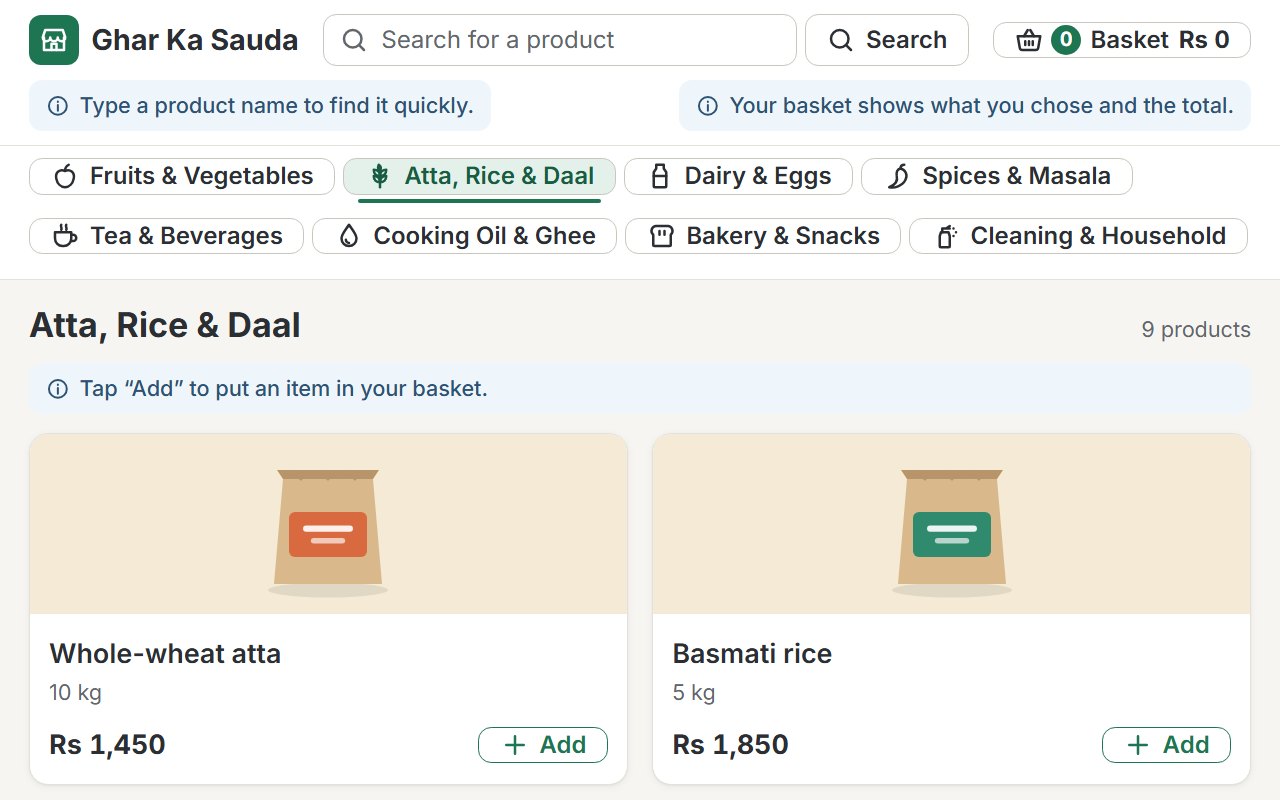 Ghar Ka Sauda
Search for a product
Search
0 Basket Rs 0
Type a product name to find it quickly.
Your basket shows what you chose and the total.
Fruits & Vegetables
Atta, Rice & Daal
Dairy & Eggs
Spices & Masala
Tea & Beverages
Cooking Oil & Ghee
Bakery & Snacks
Cleaning & Household
Atta, Rice & Daal
9 products
Tap “Add” to put an item in your basket.
Whole-wheat atta
10 kg
Rs 1,450
Add
Basmati rice
5 kg
Rs 1,850
Add